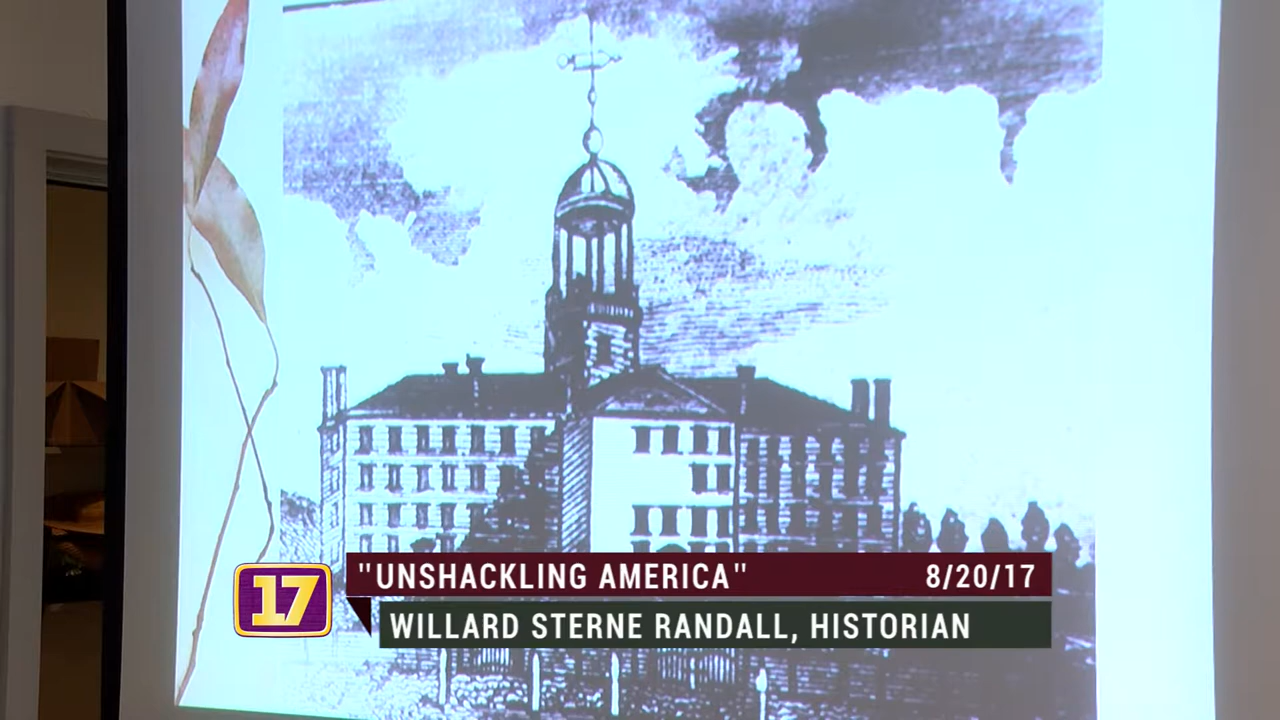 17
"UNSHACKLING AMERICA" 8/20/17
WILLARD STERNE RANDALL, HISTORIAN